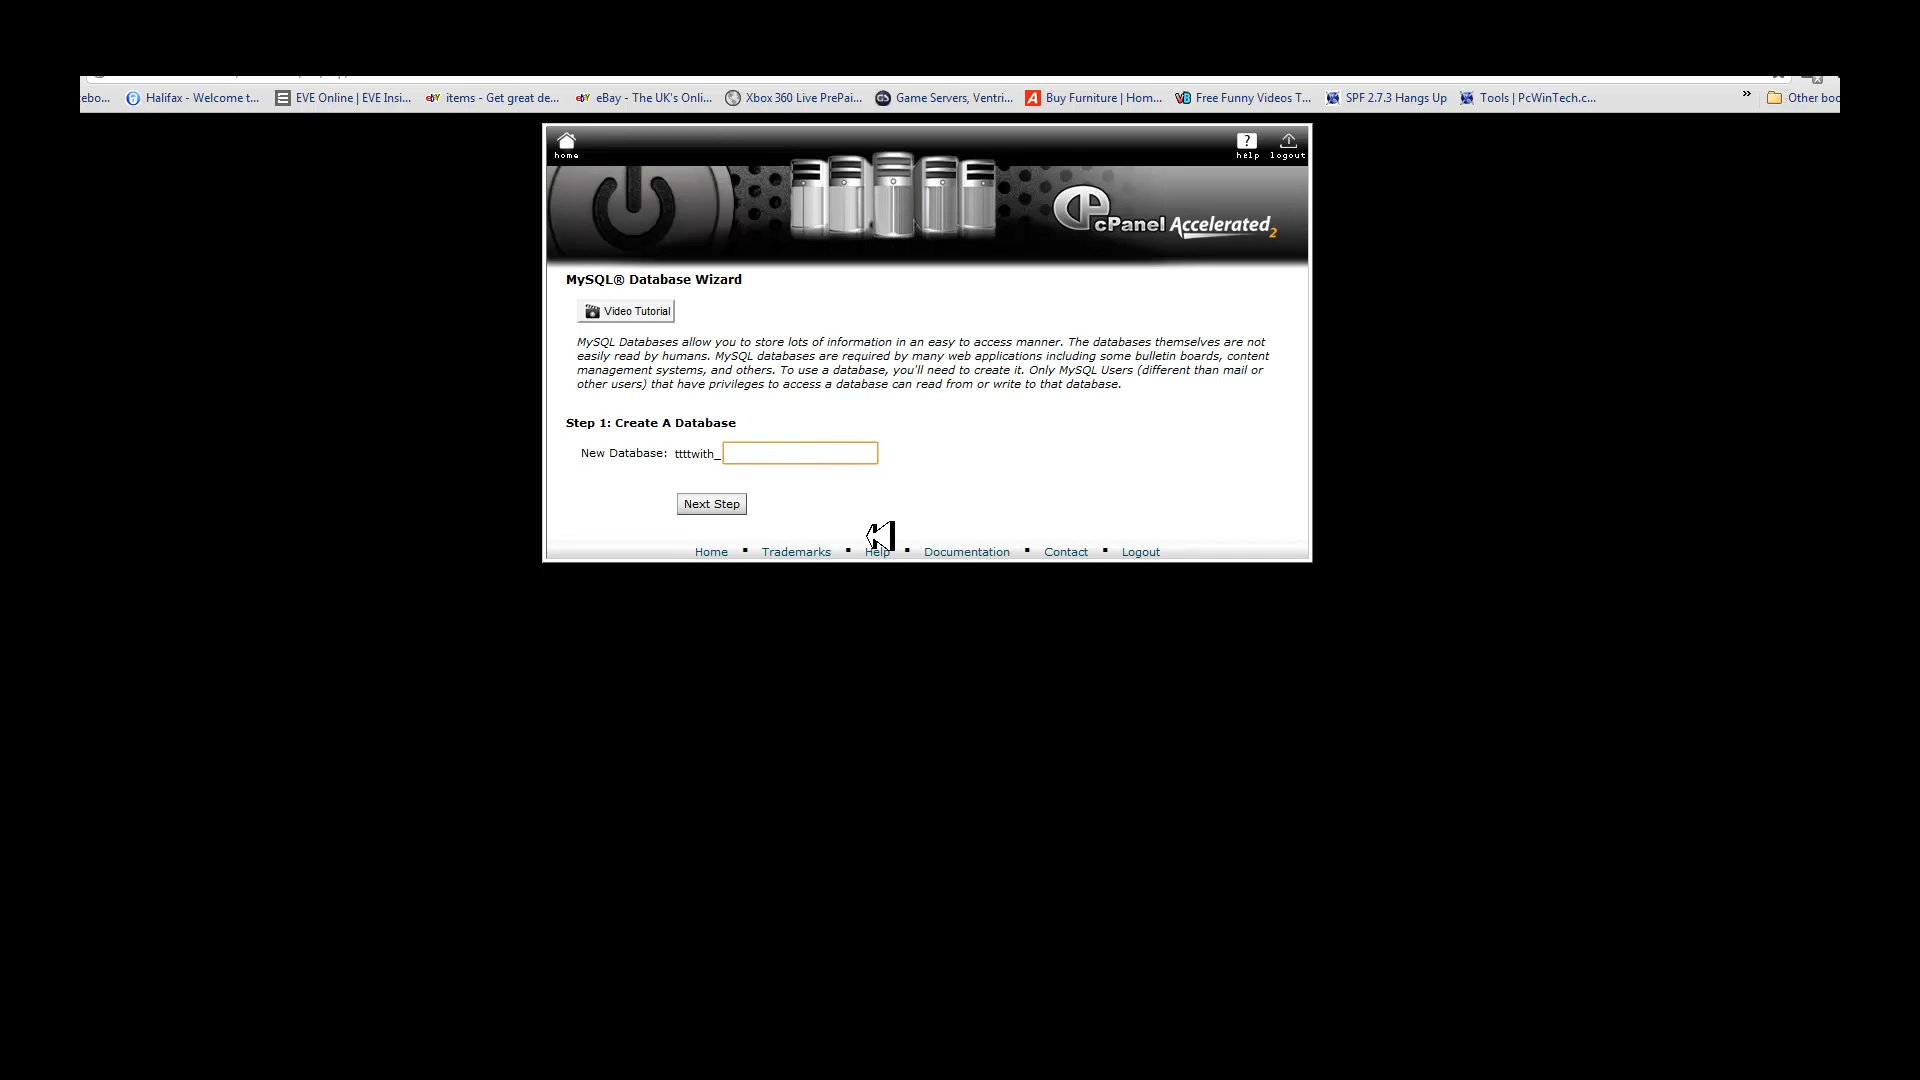 ebo... Halifax - Welcome t... EVE Online | EVE Insi... items - Get great de... eBay - The UK's Onli... Xbox 360 Live PrePai... Game Servers, Ventri... Buy Furniture | Hom... Free Funny Videos T... SPF 2.7.3 Hangs Up Tools | PcWinTech.c... » Other boo
home help logout
cPanel Accelerated2
MySQL® Database Wizard
Video Tutorial
MySQL Databases allow you to store lots of information in an easy to access manner. The databases themselves are not
easily read by humans. MySQL databases are required by many web applications including some bulletin boards, content
management systems, and others. To use a database, you'll need to create it. Only MySQL Users (different than mail or
other users) that have privileges to access a database can read from or write to that database.
Step 1: Create A Database
New Database: ttttwith_
Next Step
Home ▪ Trademarks ▪ Help ▪ Documentation ▪ Contact ▪ Logout